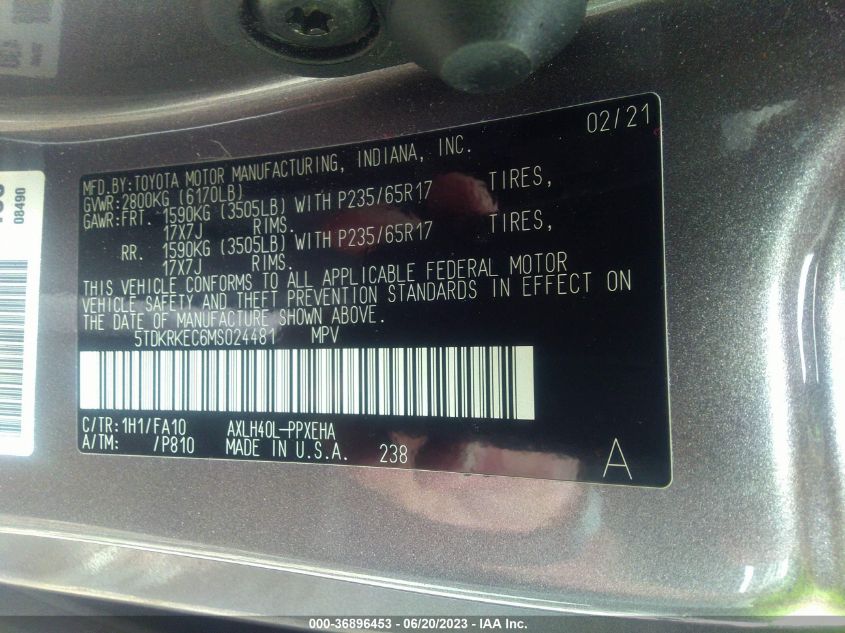 02/21
MFD.BY:TOYOTA MOTOR MANUFACTURING, INDIANA, INC.
GVWR:2800KG (6170LB)
GAWR:FRT. 1590KG (3505LB) WITH P235/65R17 TIRES,
17X7J RIMS.
RR. 1590KG (3505LB) WITH P235/65R17 TIRES,
17X7J RIMS.
THIS VEHICLE CONFORMS TO ALL APPLICABLE FEDERAL MOTOR
VEHICLE SAFETY AND THEFT PREVENTION STANDARDS IN EFFECT ON
THE DATE OF MANUFACTURE SHOWN ABOVE.
5TDKRKEC6MS024481 MPV
C/TR:1H1/FA10 AXLH40L-PPXEHA
A/TM: /P810 MADE IN U.S.A. 238
A
08490
000-36896453 - 06/20/2023 - IAA Inc.